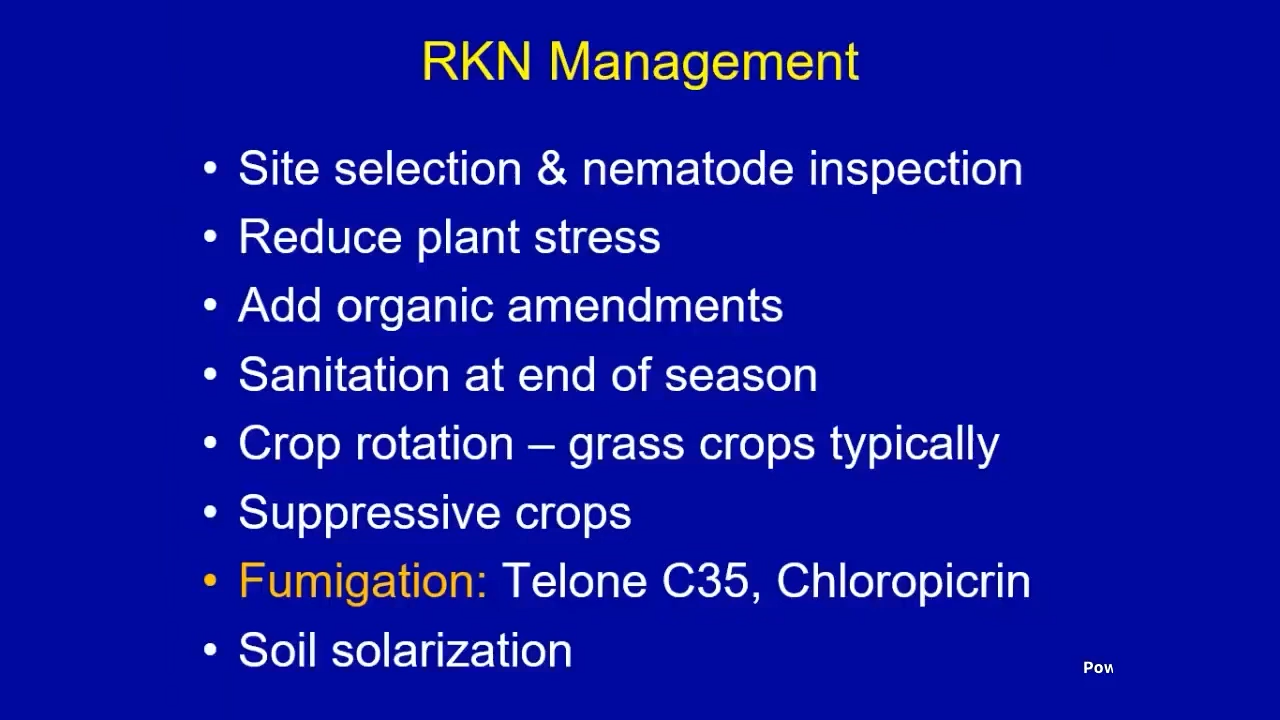 RKN Management
• Site selection & nematode inspection
• Reduce plant stress
• Add organic amendments
• Sanitation at end of season
• Crop rotation – grass crops typically
• Suppressive crops
• Fumigation: Telone C35, Chloropicrin
• Soil solarization